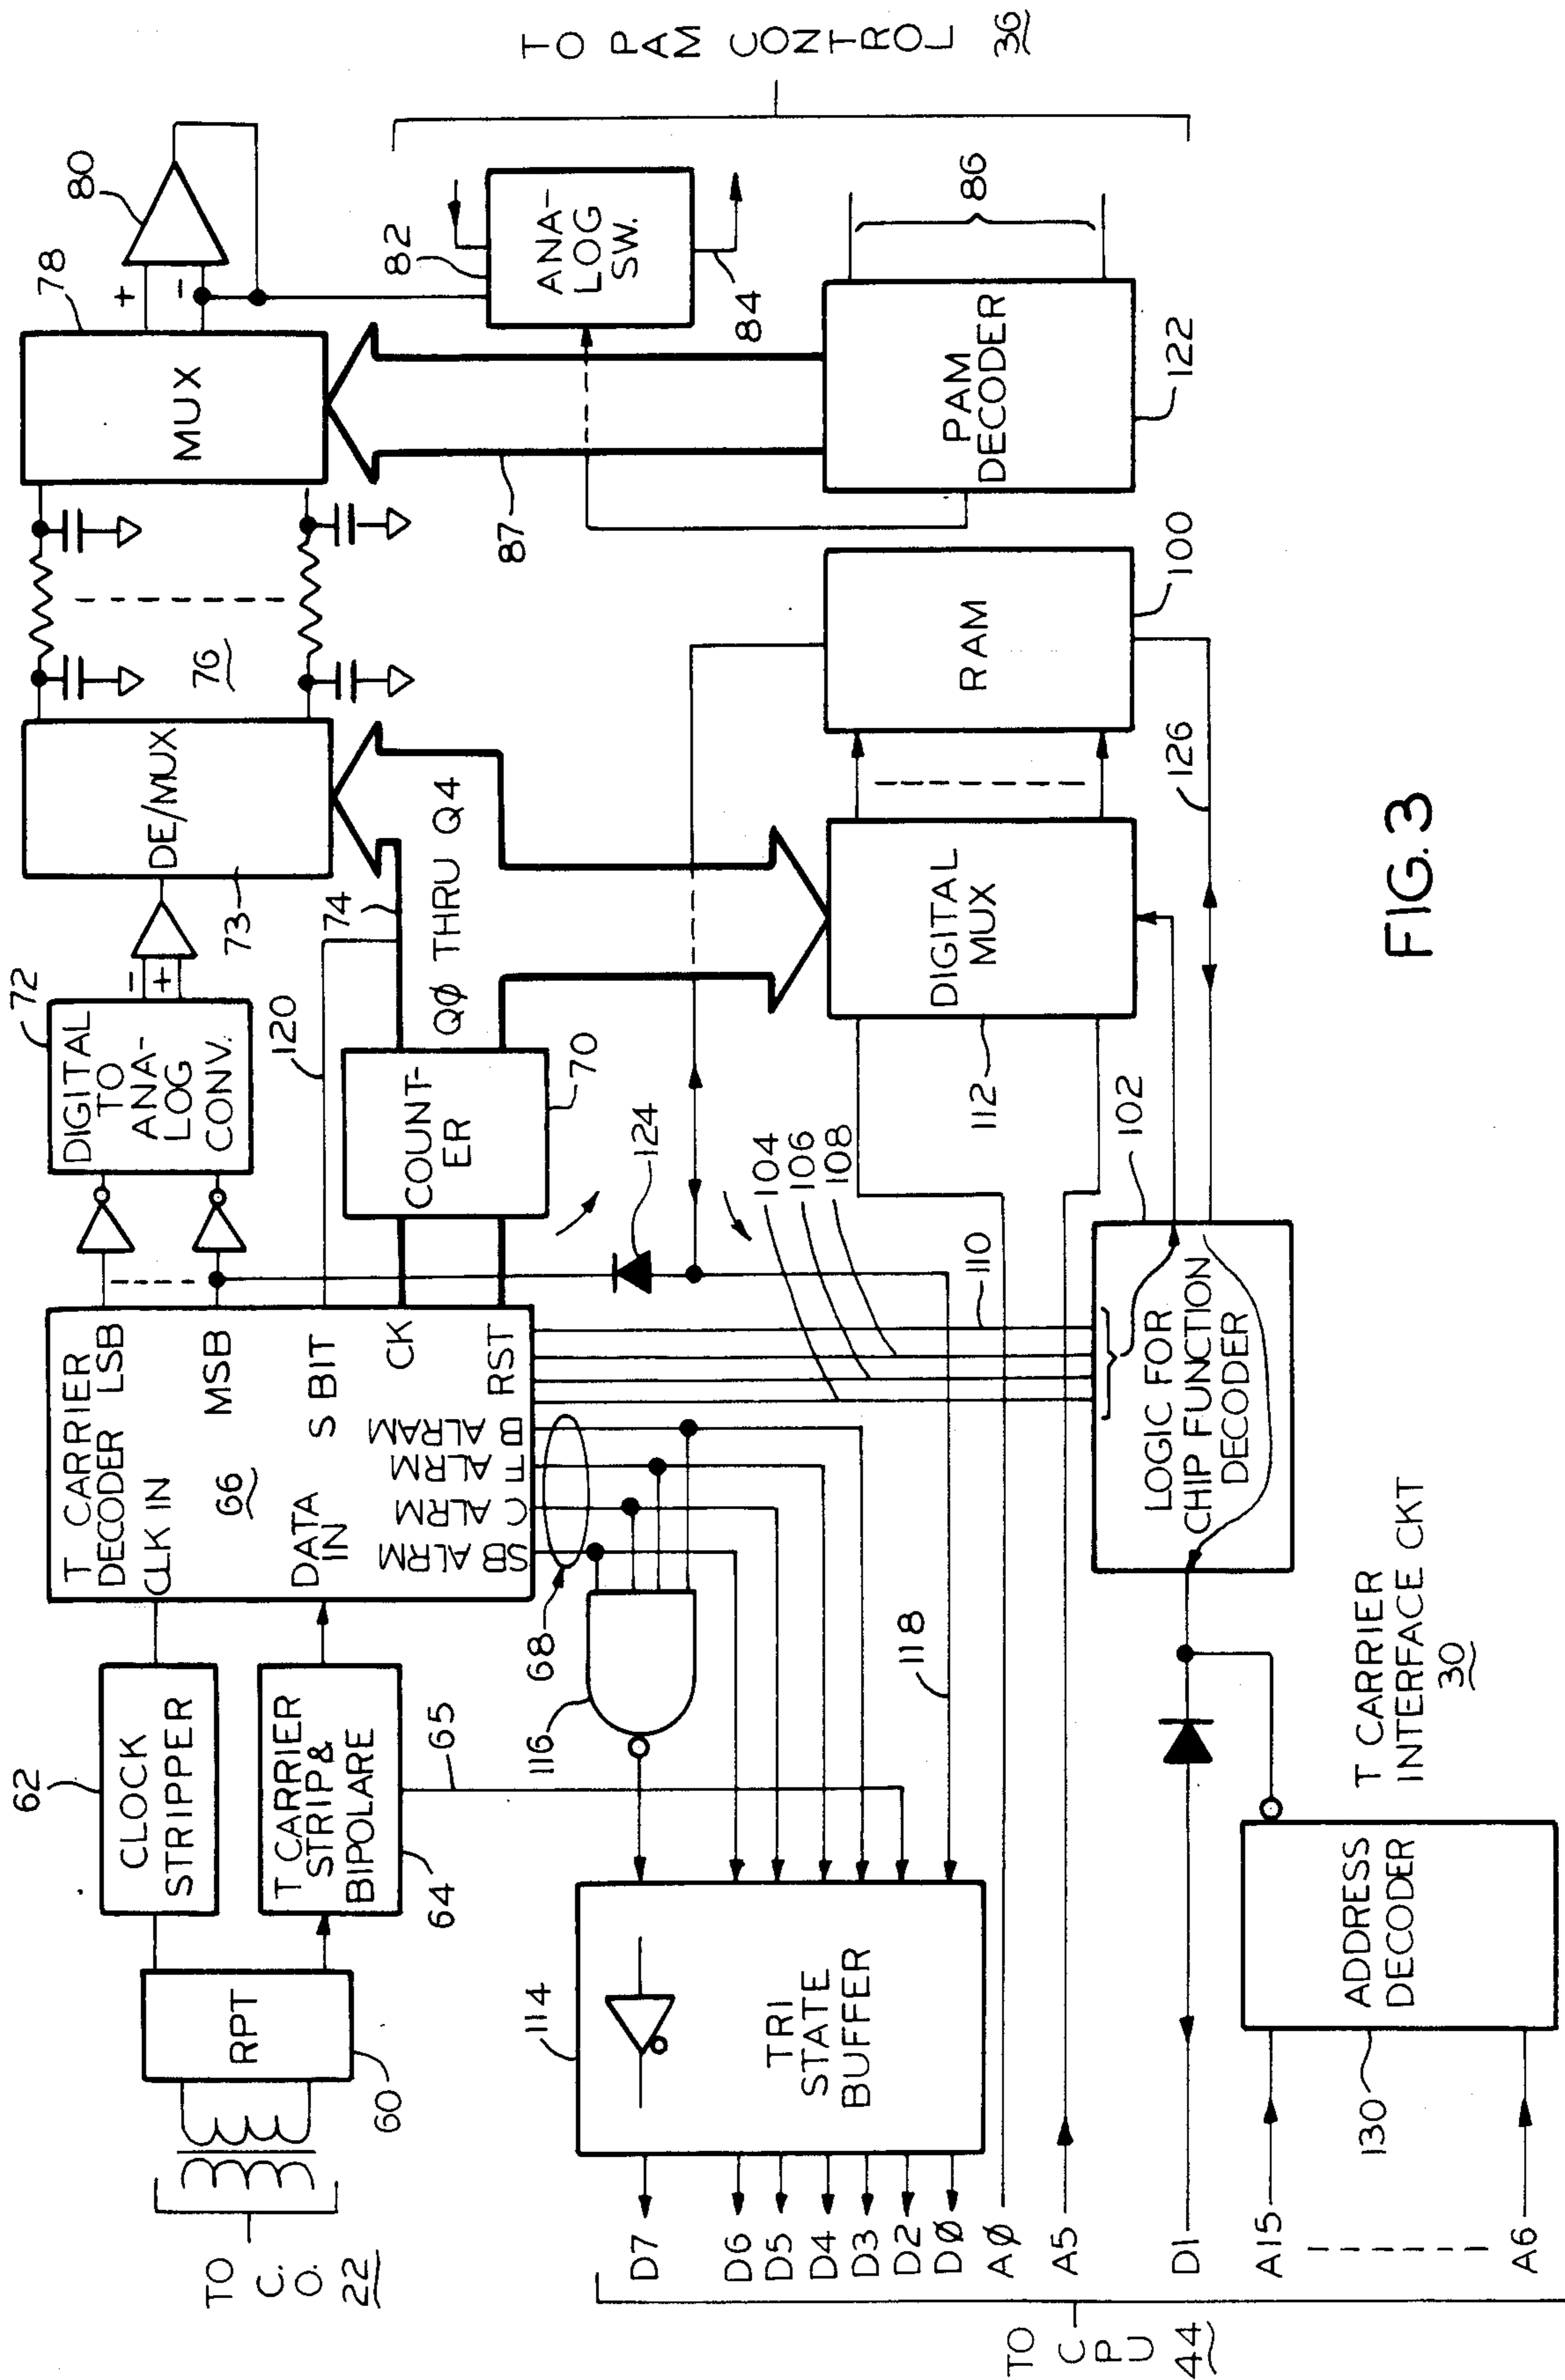 TO
C.
O.
22
RPT
60
62
CLOCK
STRIPPER
T CARRIER
STRIP &
BIPOLARE
64
65
T CARRIER
DECODER LSB
CLK IN
66
MSB
DATA
IN
S BIT
CK
RST
SB ALRM
C ALRM
F ALRM
B ALRAM
68
72
DIGITAL
TO
ANA-
LOG
CONV.
-
+
73
DE/MUX
76
78
MUX
+
-
80
120
COUNT-
ER
70
74
QØ THRU Q4
87
82
ANA-
LOG
SW.
84
86
PAM
DECODER
122
TO PAM CONTROL 36
116
118
124
104
106
108
110
114
TRI
STATE
BUFFER
DIGITAL
MUX
112
RAM
100
126
102
LOGIC FOR
CHIP FUNCTION
DECODER
D7
D6
D5
D4
D3
D2
DØ
AØ
A5
D1
A15
A6
TO
C
P
U
44
130
ADDRESS
DECODER
T CARRIER
INTERFACE CKT
30
FIG. 3